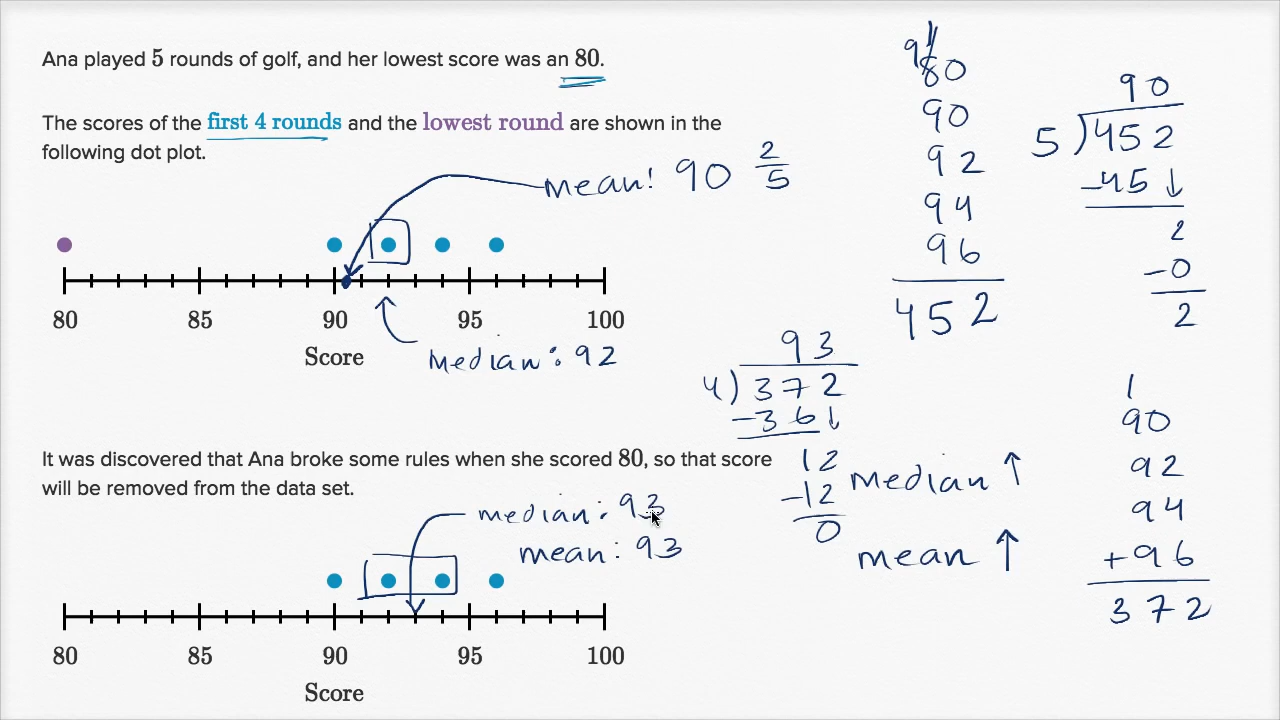 Ana played 5 rounds of golf, and her lowest score was an 80.
The scores of the first 4 rounds and the lowest round are shown in the
following dot plot.
mean! 90 2/5
80 85 90 95 100
Score
median: 92
It was discovered that Ana broke some rules when she scored 80, so that score
will be removed from the data set.
median: 93
mean: 93
80 85 90 95 100
Score
93
4)372
-36↓
12
-12
0
median ↑
mean ↑
91
80
90
92
94
96
452
90
5)452
-45↓
2
-0
2
1
90
92
94
+96
372